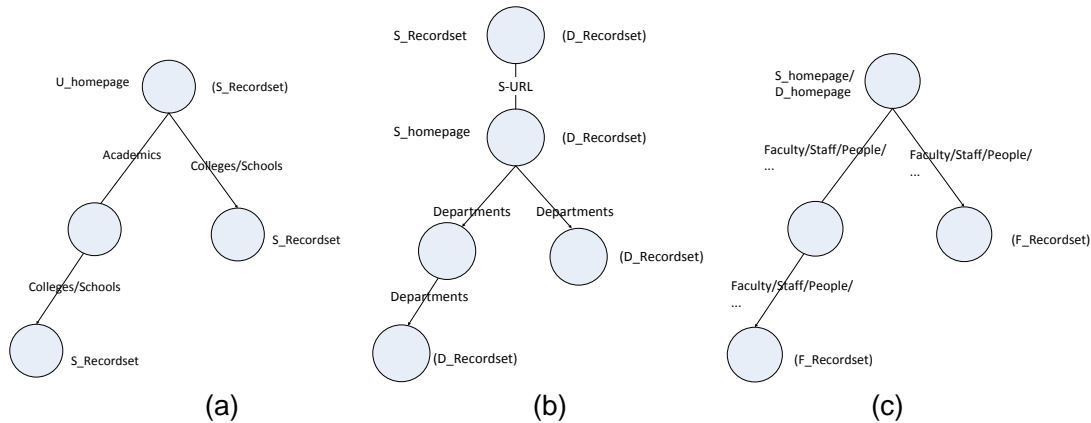 U_homepage
(S_Recordset)
Academics
Colleges/Schools
S_Recordset
Colleges/Schools
S_Recordset
(a)
S_Recordset
(D_Recordset)
S-URL
S_homepage
(D_Recordset)
Departments
Departments
(D_Recordset)
Departments
(D_Recordset)
(b)
S_homepage/
D_homepage
Faculty/Staff/People/
...
Faculty/Staff/People/
...
(F_Recordset)
Faculty/Staff/People/
...
(F_Recordset)
(c)